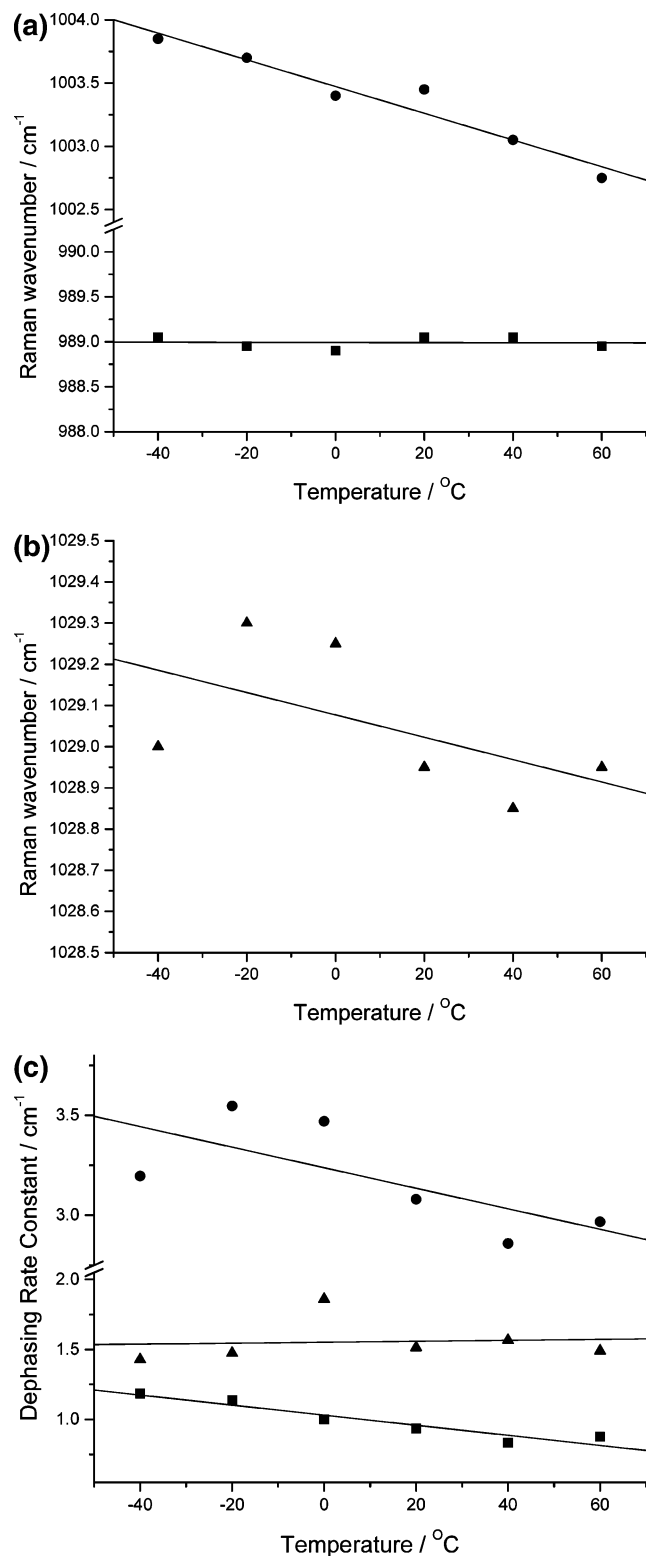 (a)
1004.0
1003.5
1003.0
1002.5
990.0
989.5
989.0
988.5
988.0
Raman wavenumber / cm-1
-40 -20 0 20 40 60
Temperature / OC
(b)
1029.5
1029.4
1029.3
1029.2
1029.1
1029.0
1028.9
1028.8
1028.7
1028.6
1028.5
Raman wavenumber / cm-1
-40 -20 0 20 40 60
Temperature / OC
(c)
3.5
3.0
2.0
1.5
1.0
Dephasing Rate Constant / cm-1
-40 -20 0 20 40 60
Temperature / OC